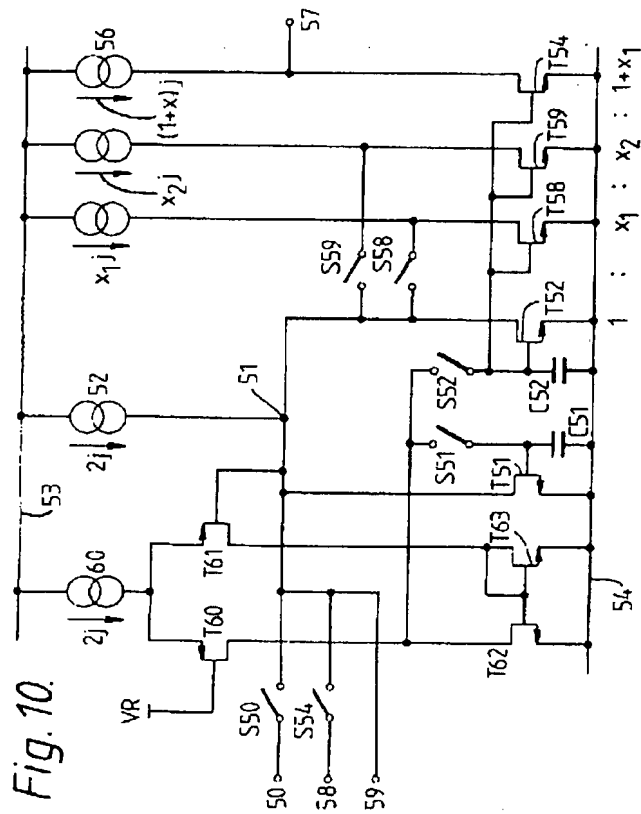 Fig. 10.
53
60
2j
52
2j
x1j
x2j
(1+x)j
56
VR
T60
T61
51
57
50
S50
58
S54
59
S59
S58
S51
S52
T62
T63
T51
C51
C52
T52
T58
T59
T54
54
1 : x1 : x2 : 1+x1